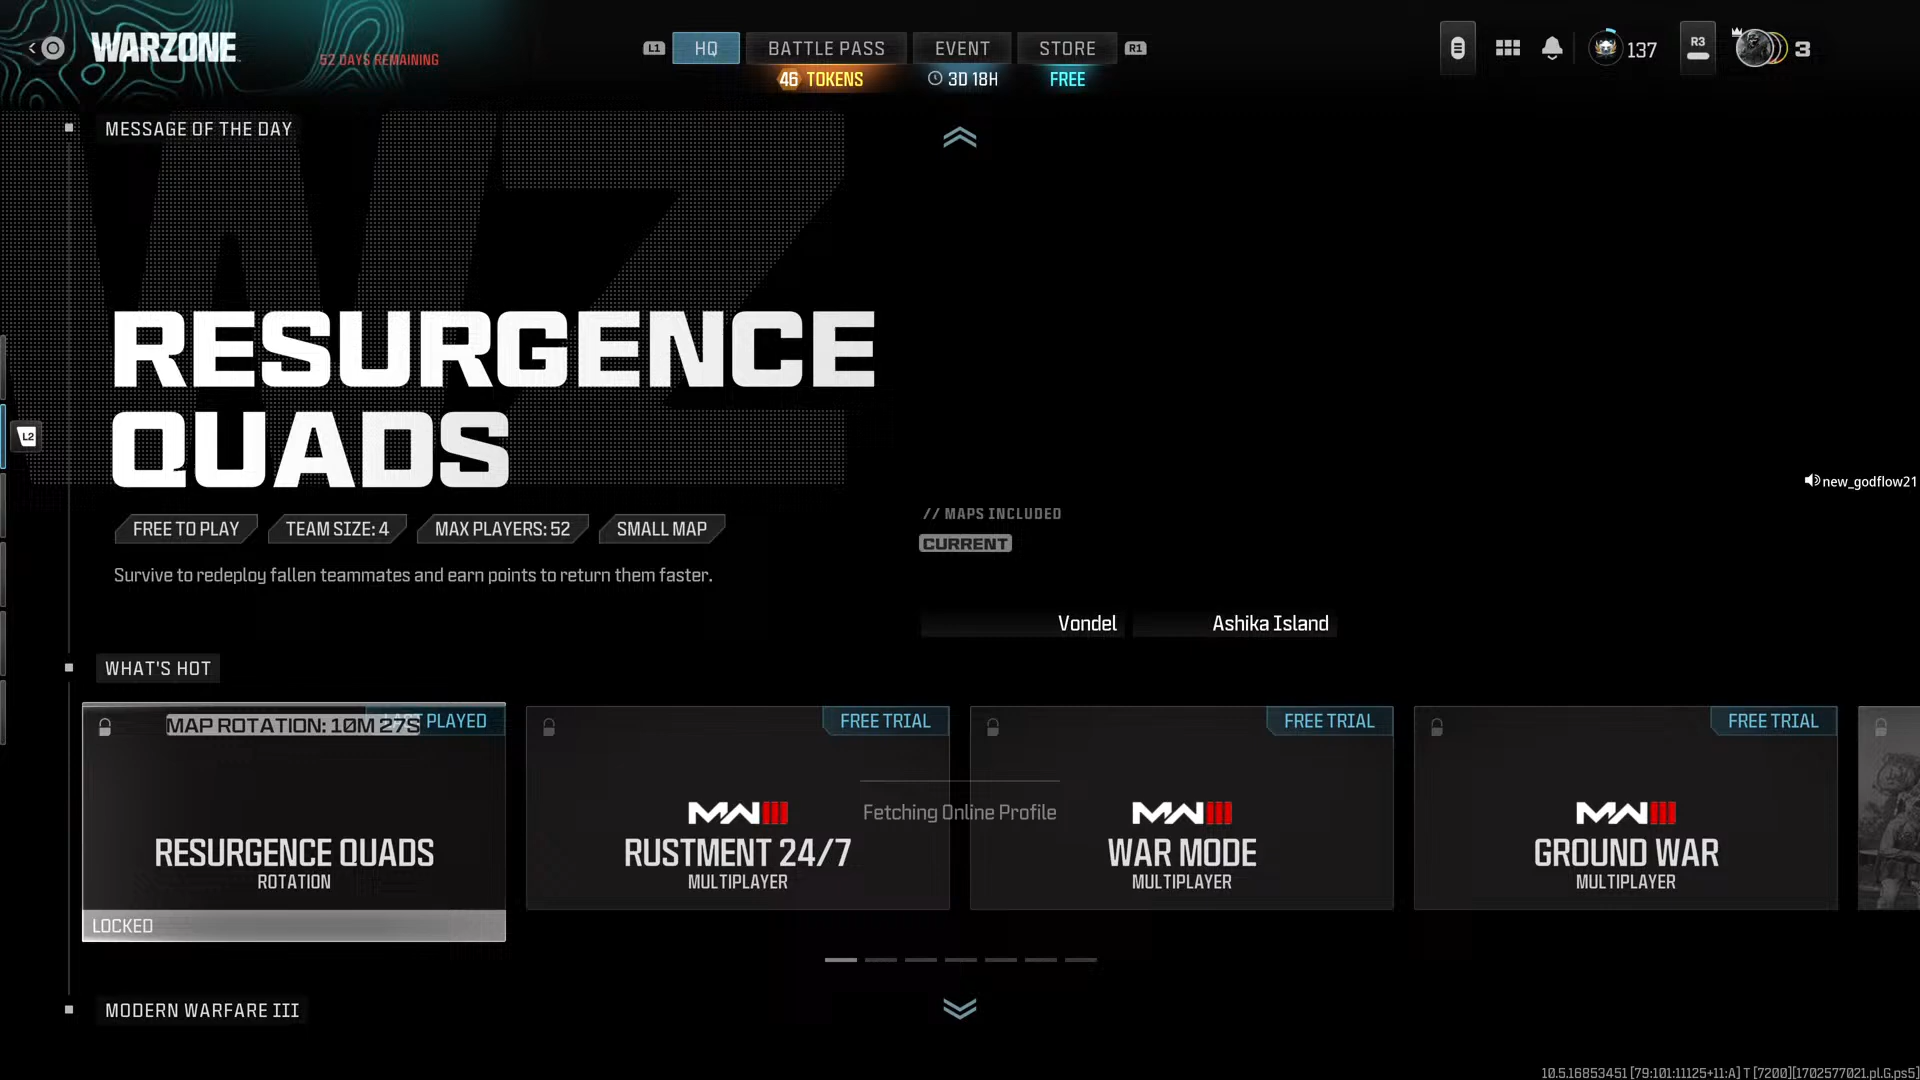 WARZONE
52 DAYS REMAINING
L1
HQ
BATTLE PASS
EVENT
STORE
R1
46 TOKENS
3D 18H
FREE
137
R3
3
MESSAGE OF THE DAY
RESURGENCE
QUADS
L2
FREE TO PLAY
TEAM SIZE: 4
MAX PLAYERS: 52
SMALL MAP
Survive to redeploy fallen teammates and earn points to return them faster.
// MAPS INCLUDED
CURRENT
Vondel
Ashika Island
new_godflow21
WHAT'S HOT
MAP ROTATION: 10M 27S
LAST PLAYED
RESURGENCE QUADS
ROTATION
LOCKED
FREE TRIAL
MWIII
RUSTMENT 24/7
MULTIPLAYER
Fetching Online Profile
FREE TRIAL
MWIII
WAR MODE
MULTIPLAYER
FREE TRIAL
MWIII
GROUND WAR
MULTIPLAYER
MODERN WARFARE III
10.5.16853451 [79:101:11125+11:A] T [7200][1702577021.pl.G.ps5]